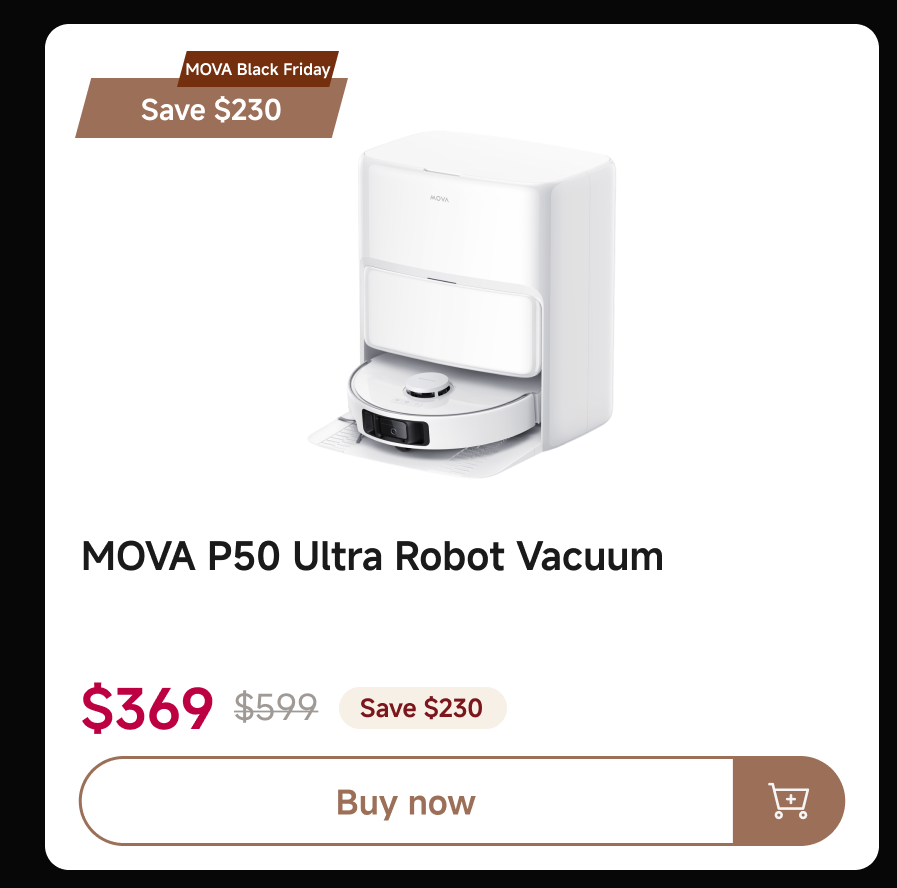 MOVA Black Friday
Save $230
MOVA
MOVA P50 Ultra Robot Vacuum
$369 $599 Save $230
Buy now